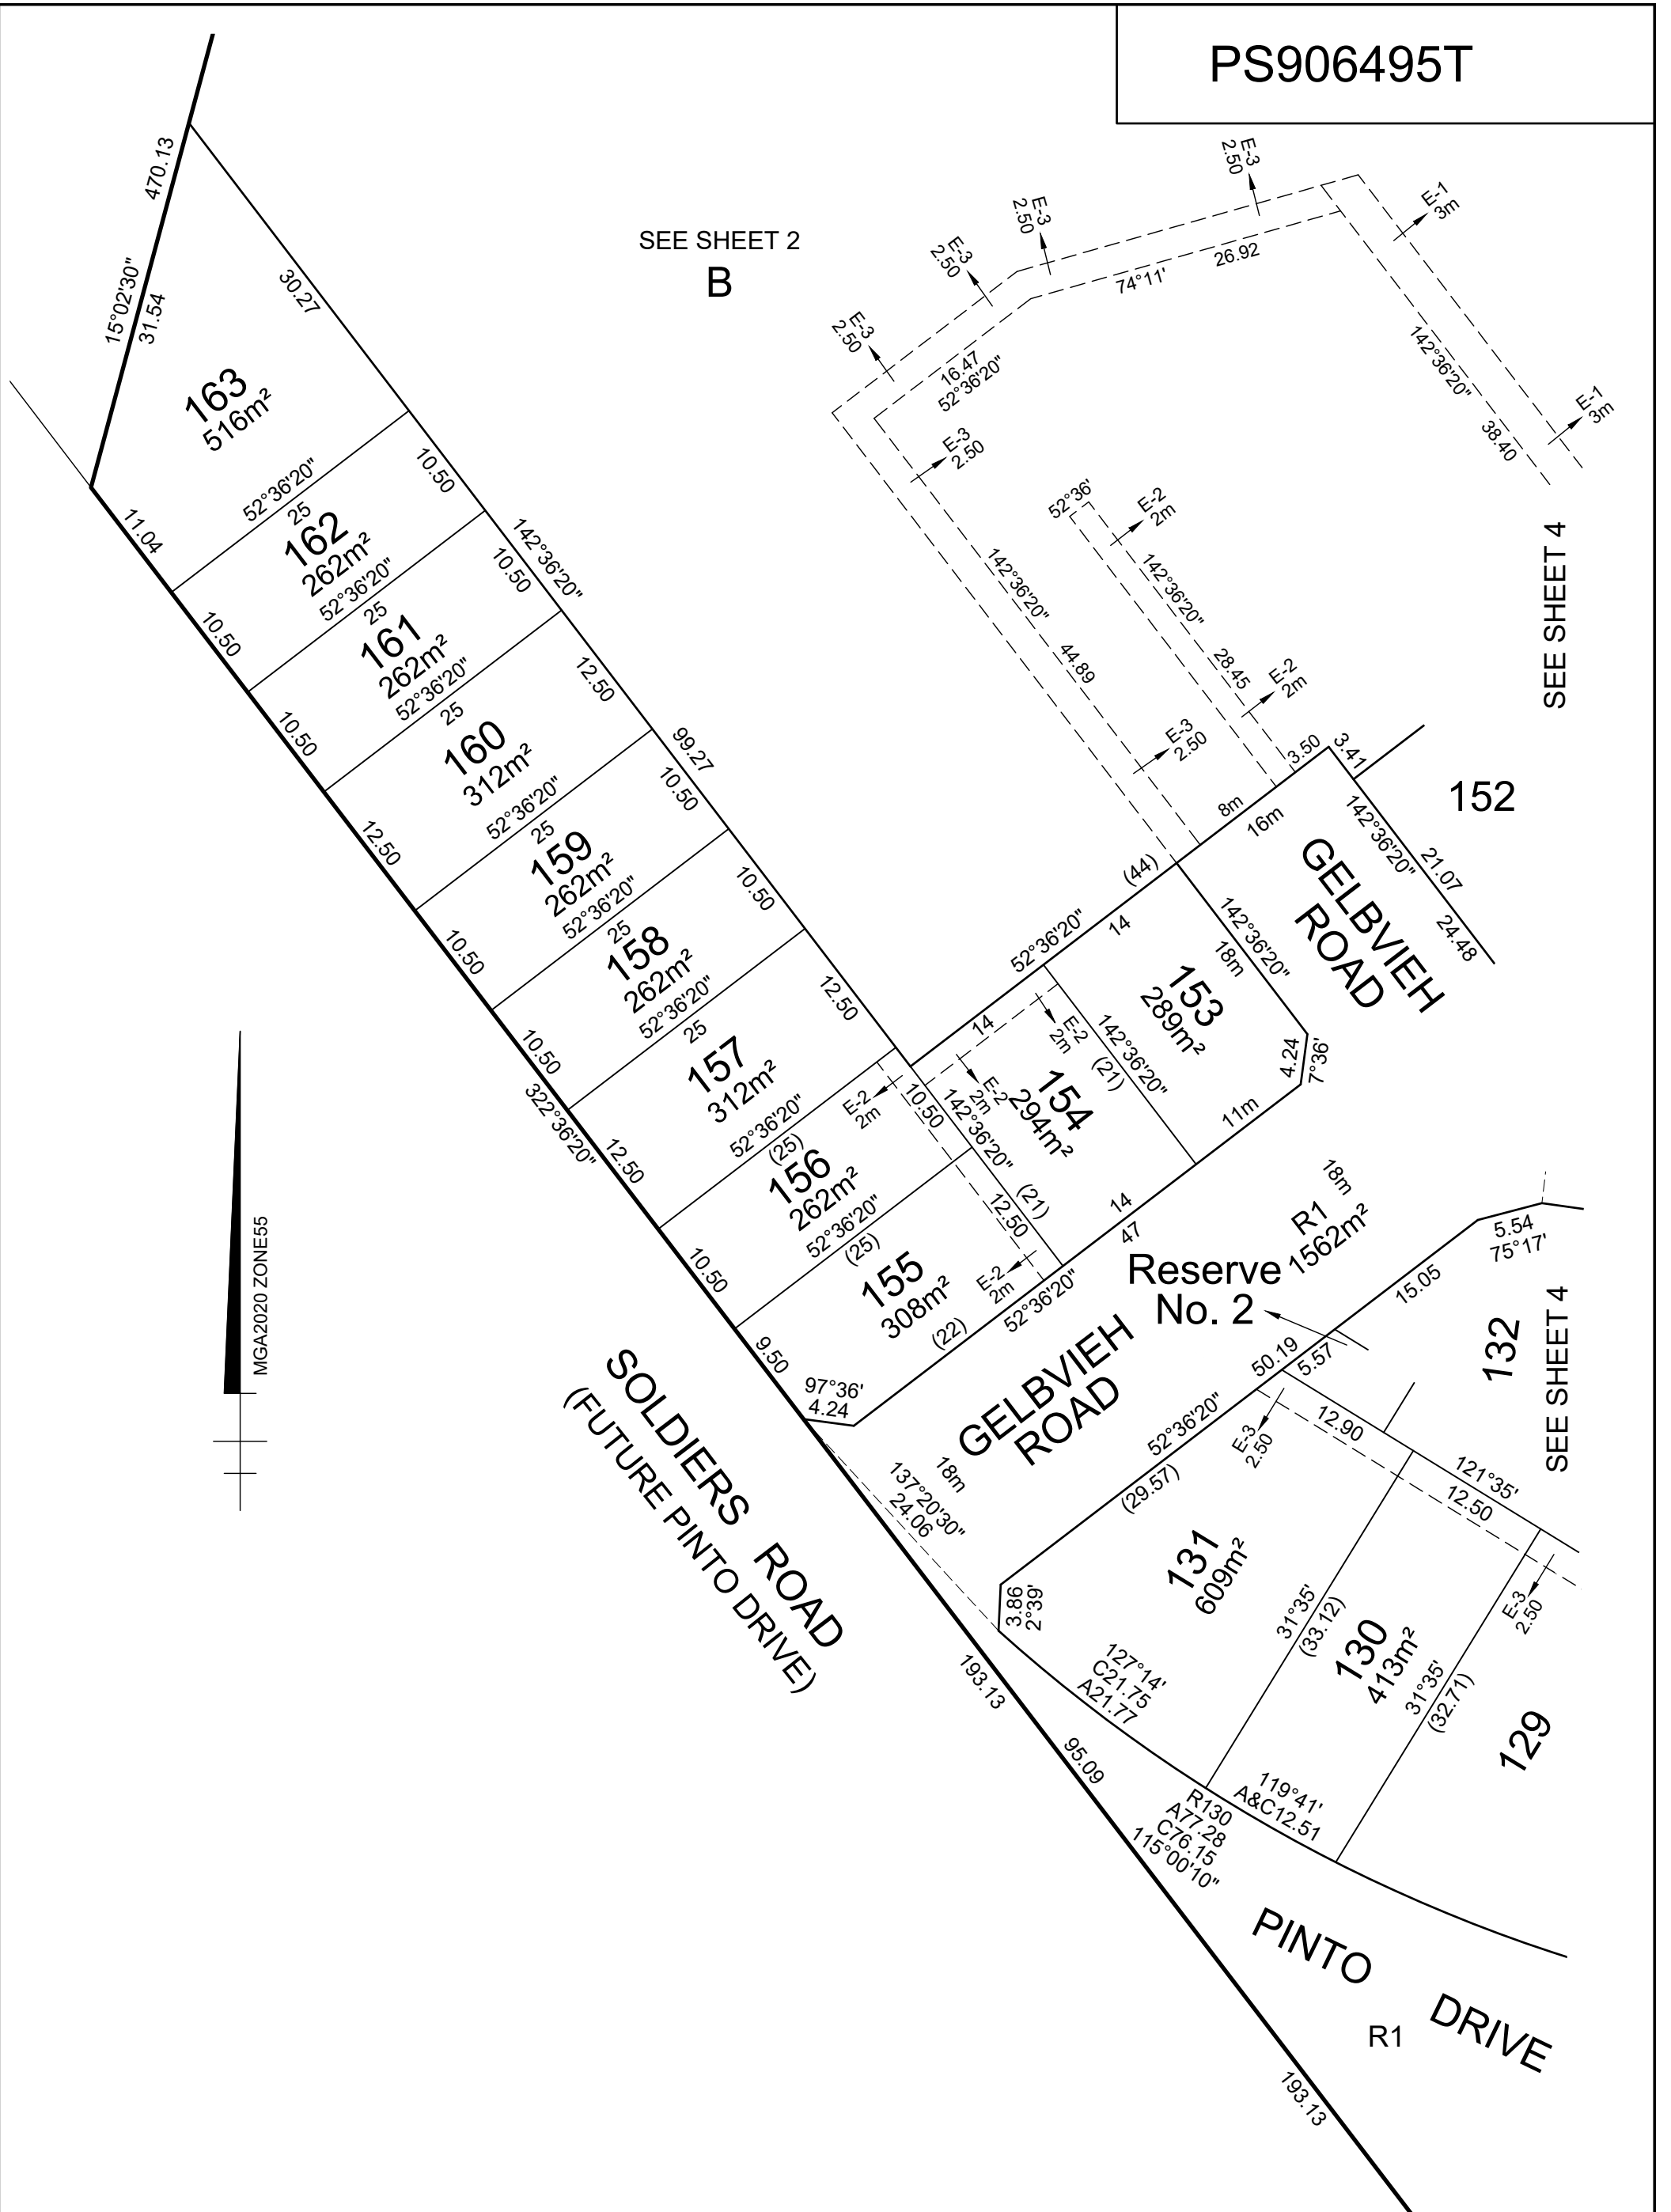 PS906495T
SEE SHEET 2
B
470.13
15°02'30"
31.54
30.27
163
516m²
11.04
52°36'20"
25
10.50
162
262m²
10.50
52°36'20"
25
10.50
142°36'20"
161
262m²
10.50
52°36'20"
25
12.50
160
312m²
12.50
52°36'20"
25
99.27
10.50
159
262m²
10.50
52°36'20"
25
10.50
158
262m²
10.50
52°36'20"
25
12.50
157
312m²
322°36'20"
12.50
52°36'20"
(25)
156
262m²
10.50
E-2
2m
10.50
142°36'20"
(21)
52°36'20"
(25)
155
308m²
9.50
12.50
E-2
2m
(22)
52°36'20"
97°36'
4.24
E-3
2.50
E-3
2.50
E-3
2.50
E-3
2.50
E-1
3m
E-1
3m
74°11'
26.92
16.47
52°36'20"
142°36'20"
38.40
E-3
2.50
52°36'
E-2
2m
142°36'20"
44.89
142°36'20"
28.45
E-2
2m
E-3
2.50
SEE SHEET 4
3.50
3.41
152
8m
16m
(44)
52°36'20"
14
14
GELBVIEH
ROAD
142°36'20"
21.07
24.48
142°36'20"
18m
153
289m²
4.24
7°36'
11m
E-2
2m
142°36'20"
(21)
E-2
2m
154
294m²
14
47
18m
R1
1562m²
Reserve
No. 2
5.54
75°17'
15.05
132
SEE SHEET 4
50.19
5.57
GELBVIEH
ROAD
18m
52°36'20"
(29.57)
E-3
2.50
12.90
121°35'
12.50
E-3
2.50
137°20'30"
24.06
3.86
2°39'
131
609m²
31°35'
(33.12)
130
413m²
31°35'
(32.71)
129
127°14'
C21.75
A21.77
119°41'
A&C12.51
R130
A77.28
C76.15
115°00'10"
SOLDIERS ROAD
(FUTURE PINTO DRIVE)
193.13
95.09
PINTO DRIVE
R1
193.13
MGA2020 ZONE55